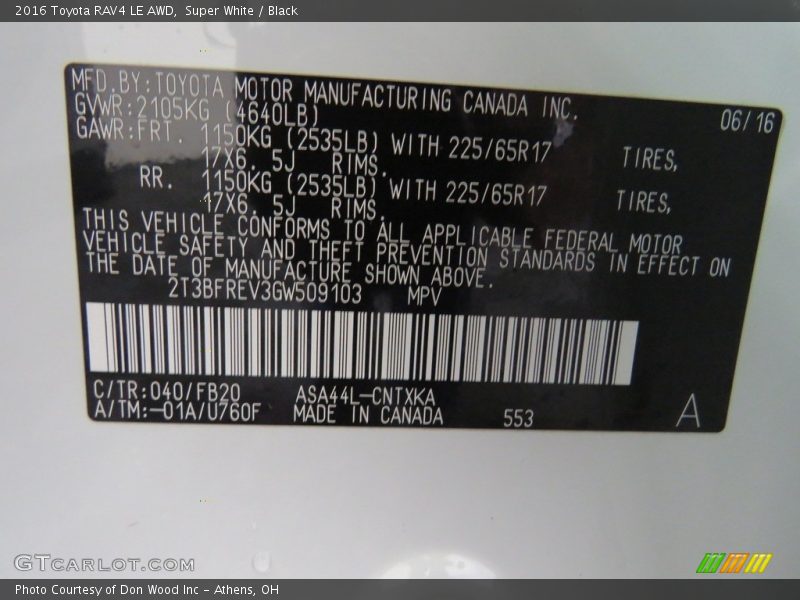 2016 Toyota RAV4 LE AWD,  Super White / Black
MFD.BY:TOYOTA MOTOR MANUFACTURING CANADA INC.
GVWR:2105KG (4640LB) 06/16
GAWR:FRT. 1150KG (2535LB) WITH 225/65R17 TIRES,
17X6. 5J RIMS.
RR. 1150KG (2535LB) WITH 225/65R17 TIRES,
17X6. 5J RIMS.
THIS VEHICLE CONFORMS TO ALL APPLICABLE FEDERAL MOTOR
VEHICLE SAFETY AND THEFT PREVENTION STANDARDS IN EFFECT ON
THE DATE OF MANUFACTURE SHOWN ABOVE.
2T3BFREV3GW509103 MPV
C/TR:040/FB20 ASA44L-CNTXKA
A/TM:-01A/U760F MADE IN CANADA 553 A
GTCARLOT.COM
Photo Courtesy of Don Wood Inc - Athens, OH